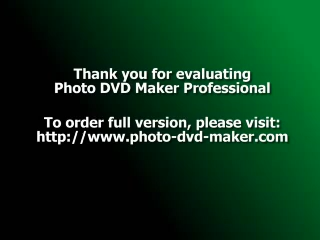 Thank you for evaluating
Photo DVD Maker Professional
To order full version, please visit:
http://www.photo-dvd-maker.com